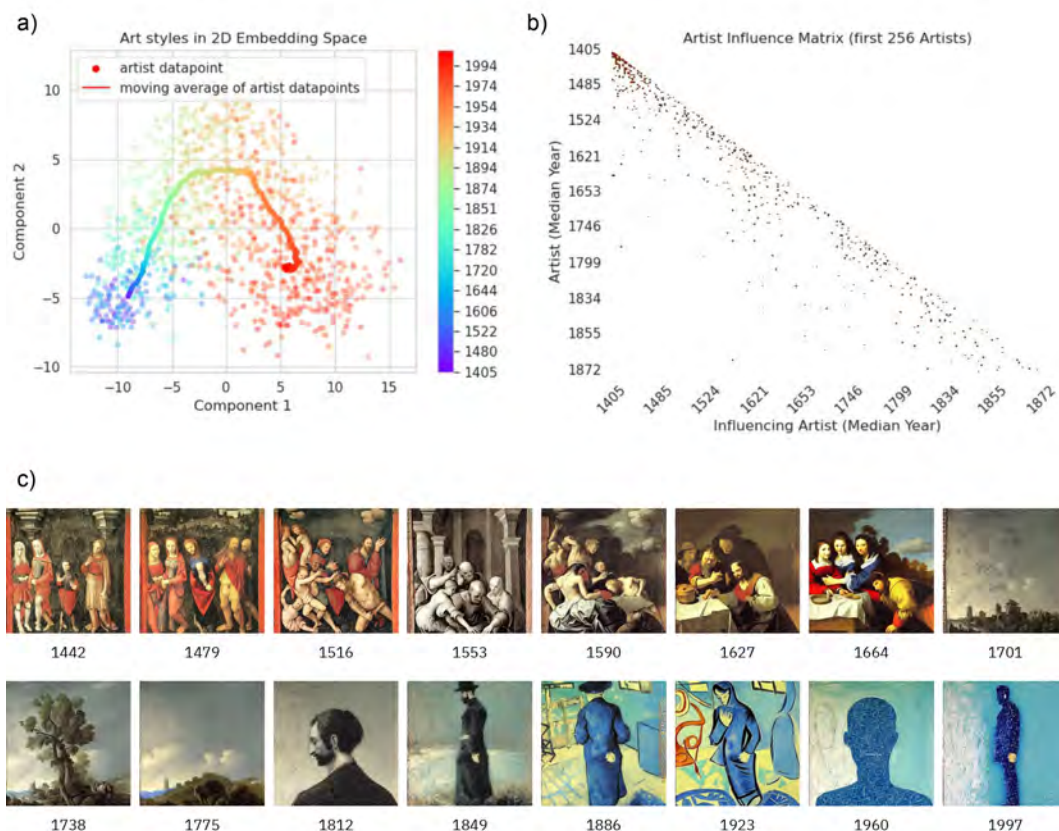 a)
Art styles in 2D Embedding Space
artist datapoint
moving average of artist datapoints
10
5
0
−5
−10
Component 2
−10 −5 0 5 10 15
Component 1
1994
1974
1954
1934
1914
1894
1874
1851
1826
1782
1720
1644
1606
1522
1480
1405
b)
Artist Influence Matrix (first 256 Artists)
1405
1485
1524
1621
1653
1746
1799
1834
1855
1872
Artist (Median Year)
1405 1485 1524 1621 1653 1746 1799 1834 1855 1872
Influencing Artist (Median Year)
c)
1442 1479 1516 1553 1590 1627 1664 1701
1738 1775 1812 1849 1886 1923 1960 1997